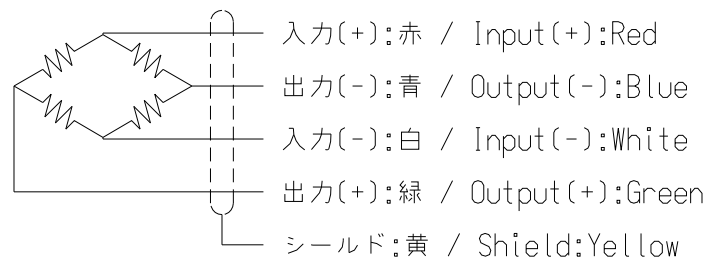 入力(+):赤 / Input(+):Red
出力(-):青 / Output(-):Blue
入力(-):白 / Input(-):White
出力(+):緑 / Output(+):Green
シールド:黄 / Shield:Yellow